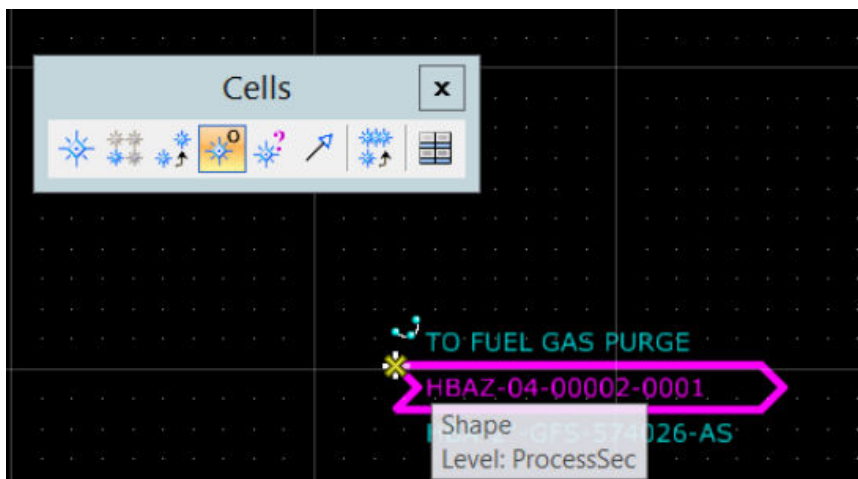 Cells
x
TO FUEL GAS PURGE
HBAZ-04-00002-0001
Shape
Level: ProcessSec
-GFS-574026-AS